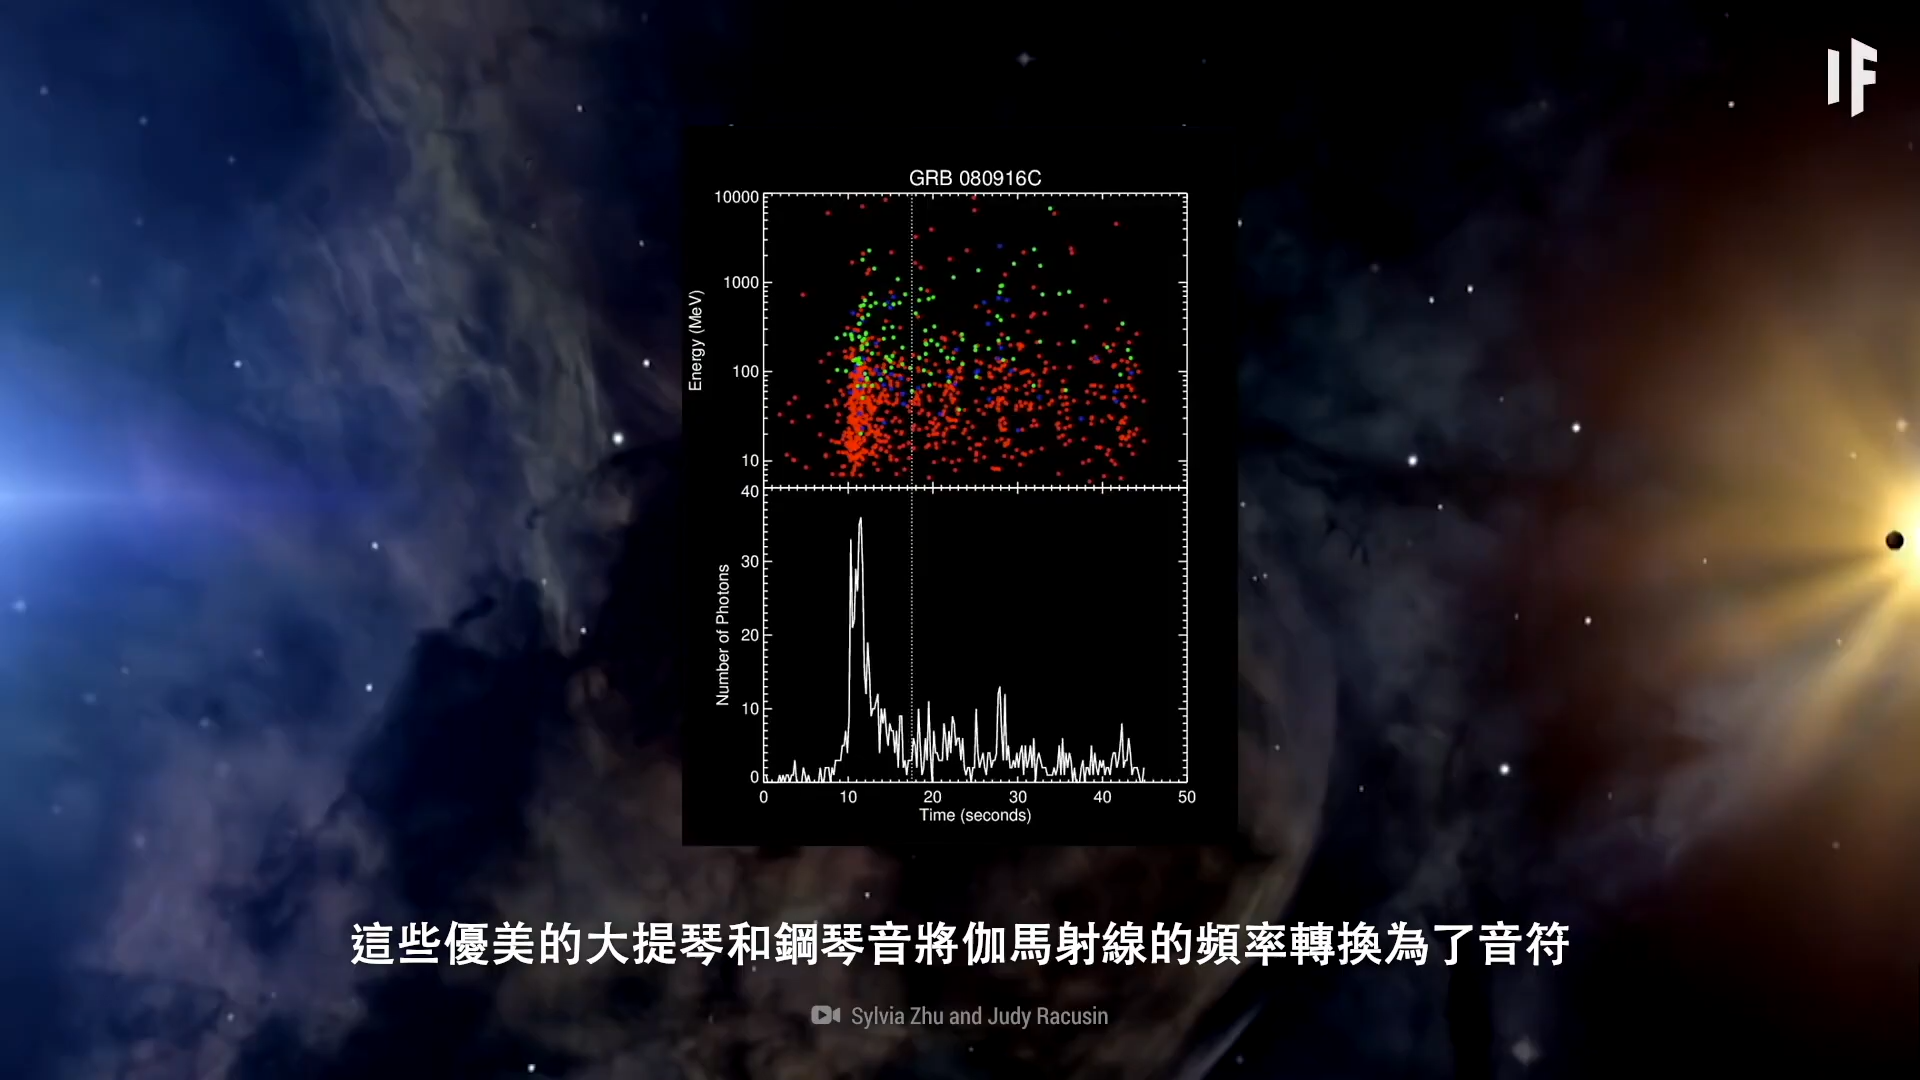 IF
GRB 080916C
10000
1000
100
10
Energy (MeV)
40
30
20
10
0
Number of Photons
0 10 20 30 40 50
Time (seconds)
這些優美的大提琴和鋼琴音將伽馬射線的頻率轉換為了音符
Sylvia Zhu and Judy Racusin